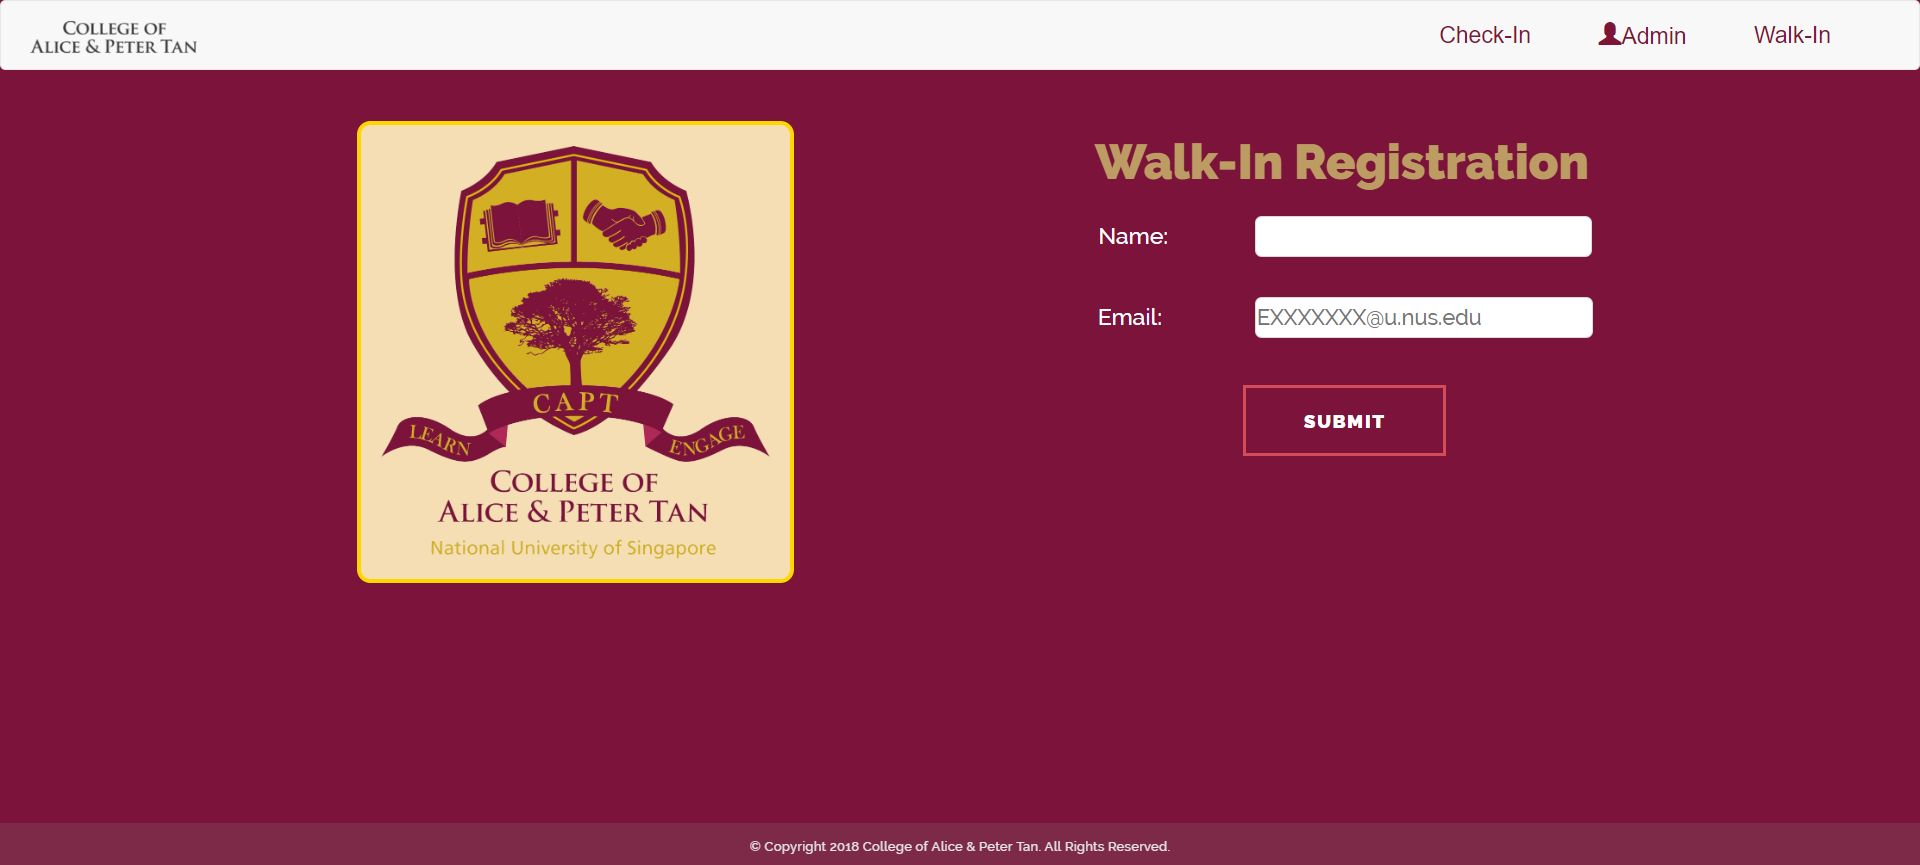 COLLEGE OF
ALICE & PETER TAN
Check-In
Admin
Walk-In
CAPT
LEARN
ENGAGE
COLLEGE OF
ALICE & PETER TAN
National University of Singapore
Walk-In Registration
Name:
Email:
EXXXXXXX@u.nus.edu
SUBMIT
© Copyright 2018 College of Alice & Peter Tan. All Rights Reserved.